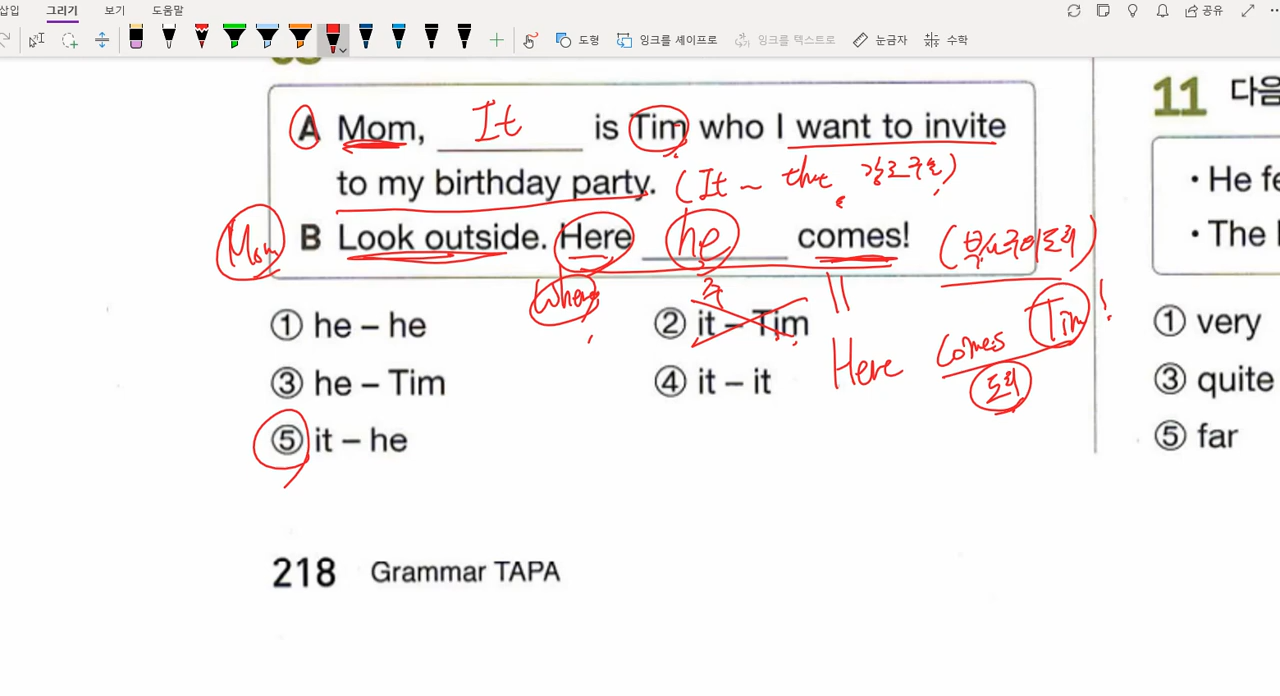 삽입 그리기 보기 도움말 공유
도형 잉크를 셰이프로 잉크를 텍스트로 눈금자 수학
A Mom, It is Tim who I want to invite
to my birthday party. (It ~ that 강조구문)
Mom B Look outside. Here he comes! (부사구의 도치)
Where 주
① he – he ② it – Tim
Here comes Tim!
도치
③ he – Tim ④ it – it
⑤ it – he
218 Grammar TAPA
11 다음
• He fe
• The
① very
③ quite
⑤ far